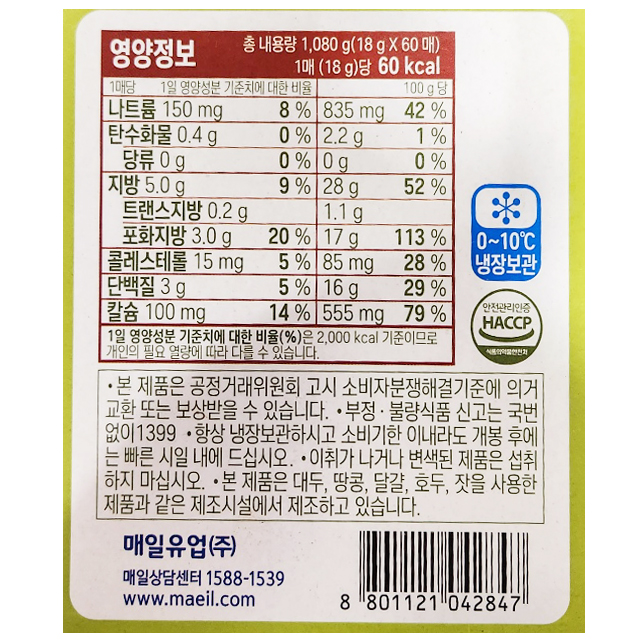 영양정보
총 내용량 1,080 g(18 g X 60 매)
1매 (18 g)당 60 kcal
1매당 1일 영양성분 기준치에 대한 비율 100 g 당
나트륨 150 mg 8 % 835 mg 42 %
탄수화물 0.4 g 0 % 2.2 g 1 %
당류 0 g 0 % 0 g 0 %
지방 5.0 g 9 % 28 g 52 %
트랜스지방 0.2 g 1.1 g
포화지방 3.0 g 20 % 17 g 113 %
콜레스테롤 15 mg 5 % 85 mg 28 %
단백질 3 g 5 % 16 g 29 %
칼슘 100 mg 14 % 555 mg 79 %
1일 영양성분 기준치에 대한 비율(%)은 2,000 kcal 기준이므로
개인의 필요 열량에 따라 다를 수 있습니다.
0~10℃
냉장보관
안전관리인증
HACCP
식품의약품안전처
•본 제품은 공정거래위원회 고시 소비자분쟁해결기준에 의거
교환 또는 보상받을 수 있습니다. •부정·불량식품 신고는 국번
없이1399 •항상 냉장보관하시고 소비기한 이내라도 개봉 후에
는 빠른 시일 내에 드십시오. •이취가 나거나 변색된 제품은 섭취
하지 마십시오. •본 제품은 대두, 땅콩, 달걀, 호두, 잣을 사용한
제품과 같은 제조시설에서 제조하고 있습니다.
매일유업(주)
매일상담센터 1588-1539
www.maeil.com
8 801121 042847